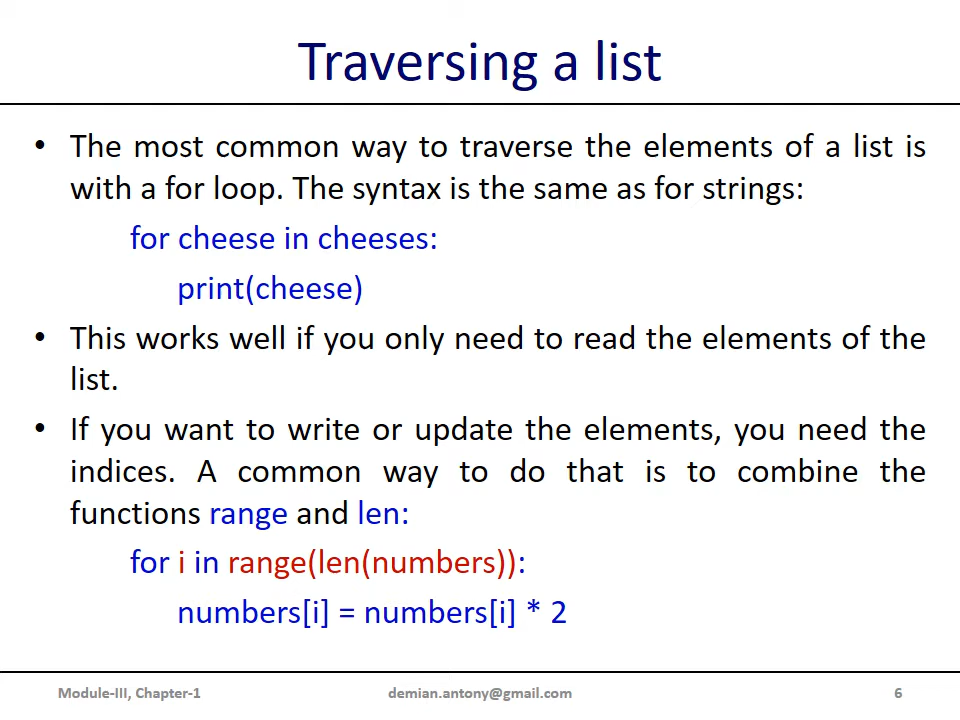 Traversing a list
• The most common way to traverse the elements of a list is
with a for loop. The syntax is the same as for strings:
for cheese in cheeses:
print(cheese)
• This works well if you only need to read the elements of the
list.
• If you want to write or update the elements, you need the
indices. A common way to do that is to combine the
functions range and len:
for i in range(len(numbers)):
numbers[i] = numbers[i] * 2
Module-III, Chapter-1 demian.antony@gmail.com 6